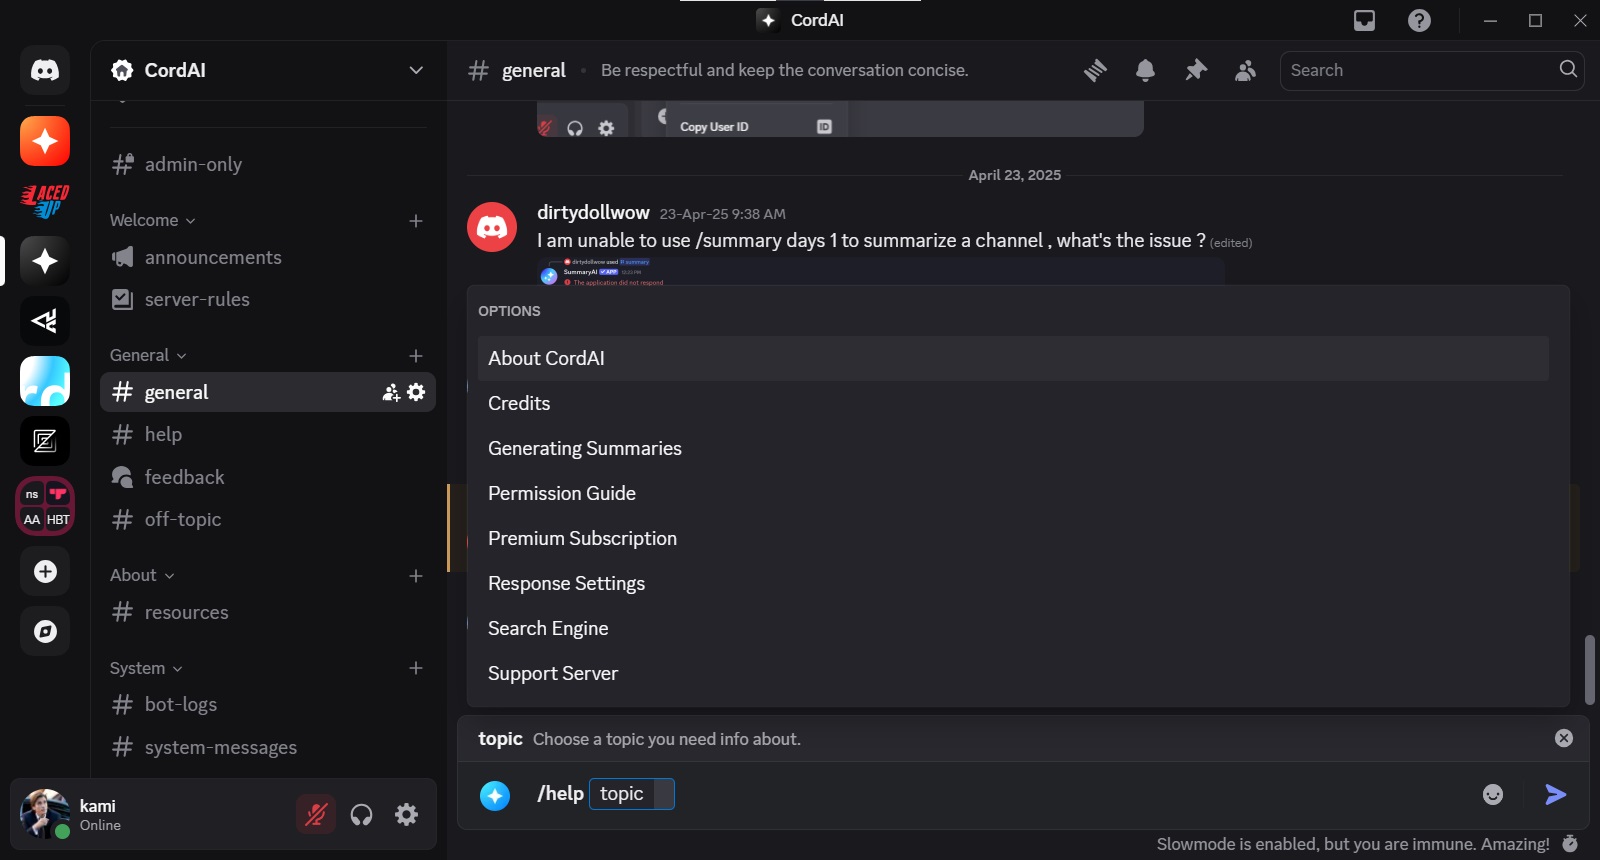 CordAI
CordAI
admin-only
Welcome
announcements
server-rules
General
general
help
feedback
off-topic
About
resources
System
bot-logs
system-messages
LACED UP
ns
AA HBT
kami
Online
general
Be respectful and keep the conversation concise.
Search
Copy User ID
ID
April 23, 2025
dirtydollwow 23-Apr-25 9:38 AM
I am unable to use /summary days 1 to summarize a channel , what's the issue ? (edited)
dirtydollwow used summary
SummaryAI APP 12:23 PM
The application did not respond
OPTIONS
About CordAI
Credits
Generating Summaries
Permission Guide
Premium Subscription
Response Settings
Search Engine
Support Server
topic Choose a topic you need info about.
/help topic
Slowmode is enabled, but you are immune. Amazing!